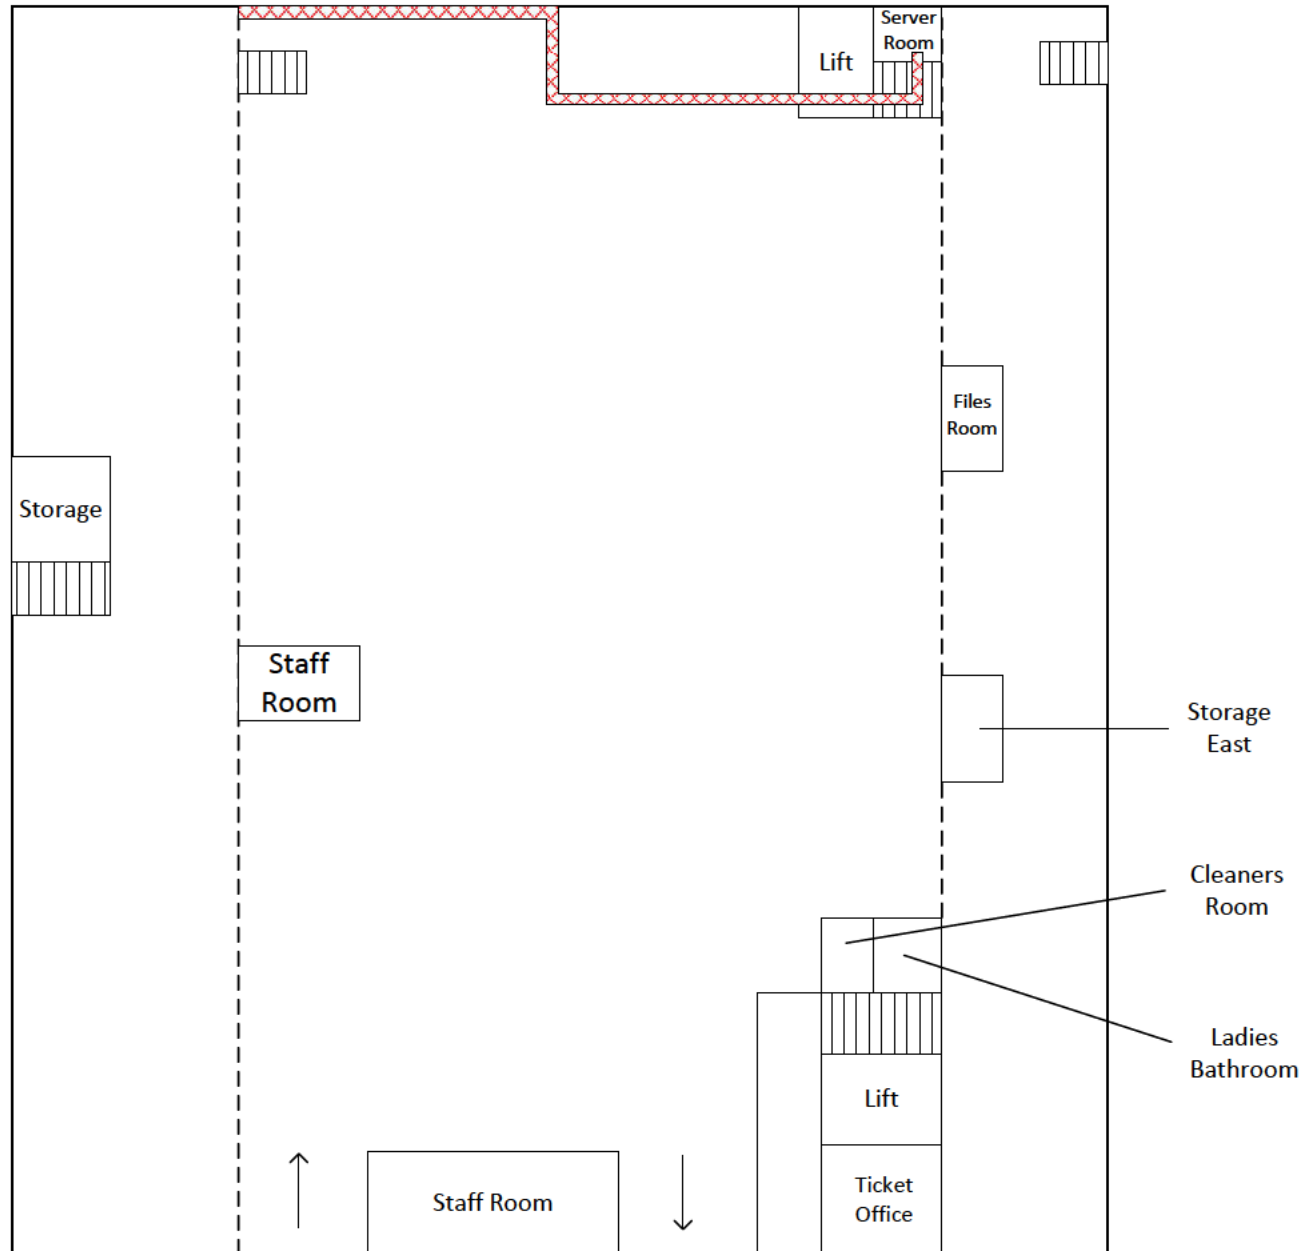 Server
Room
Lift
Files
Room
Storage
Staff
Room
Storage
East
Cleaners
Room
Ladies
Bathroom
Lift
Ticket
Office
Staff Room